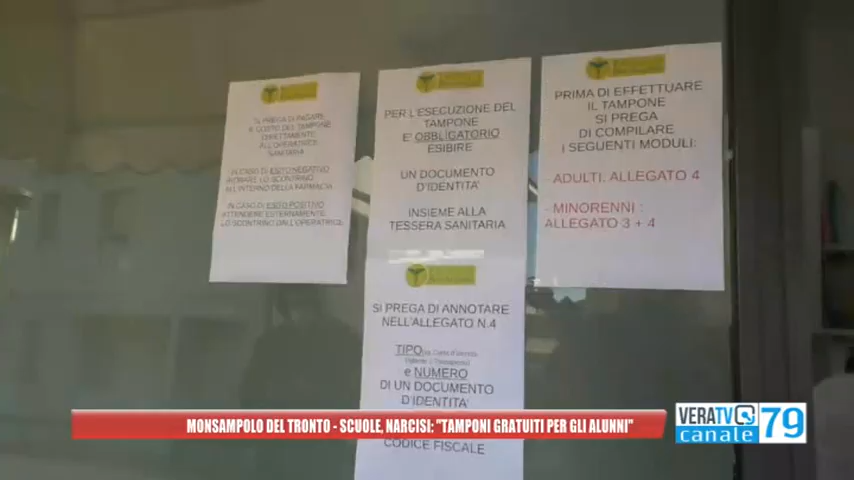 SI PREGA DI PAGARE
IL COSTO DEL TAMPONE
DIRETTAMENTE
ALL'OPERATRICE
SANITARIA
IN CASO DI ESITO NEGATIVO
RITIRARE LO SCONTRINO
ALL'INTERNO DELLA FARMACIA
IN CASO DI ESITO POSITIVO
ATTENDERE ESTERNAMENTE
LO SCONTRINO DALL'OPERATRICE
PER L'ESECUZIONE DEL
TAMPONE
E' OBBLIGATORIO
ESIBIRE
UN DOCUMENTO
D'IDENTITA'
INSIEME ALLA
TESSERA SANITARIA
PRIMA DI EFFETTUARE
IL TAMPONE
SI PREGA
DI COMPILARE
I SEGUENTI MODULI:
- ADULTI: ALLEGATO 4
- MINORENNI :
ALLEGATO 3 + 4
SI PREGA DI ANNOTARE
NELL'ALLEGATO N.4
TIPO
e NUMERO
DI UN DOCUMENTO
D'IDENTITA'
CODICE FISCALE
MONSAMPOLO DEL TRONTO - SCUOLE, NARCISI: "TAMPONI GRATUITI PER GLI ALUNNI"
VERATV
canale 79